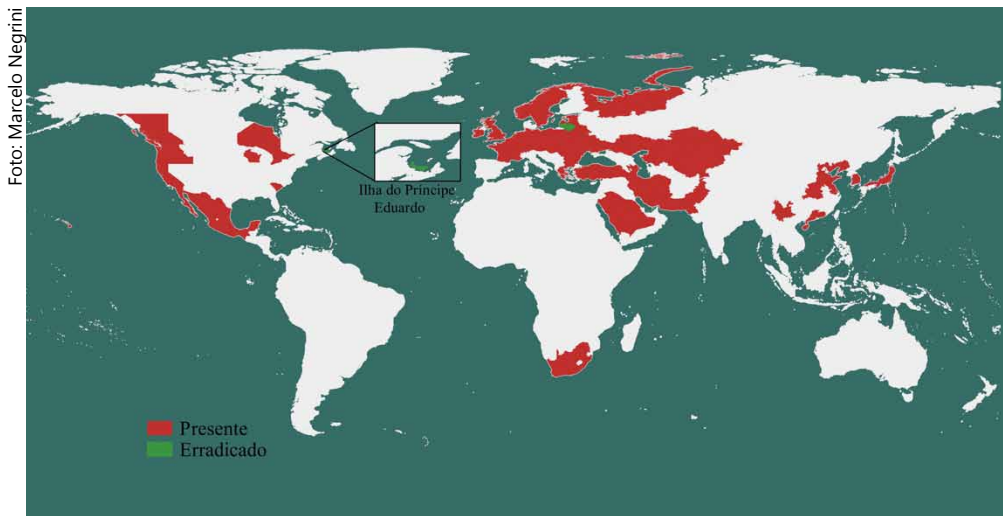 Foto: Marcelo Negrini
Ilha do Príncipe
Eduardo
Presente
Erradicado